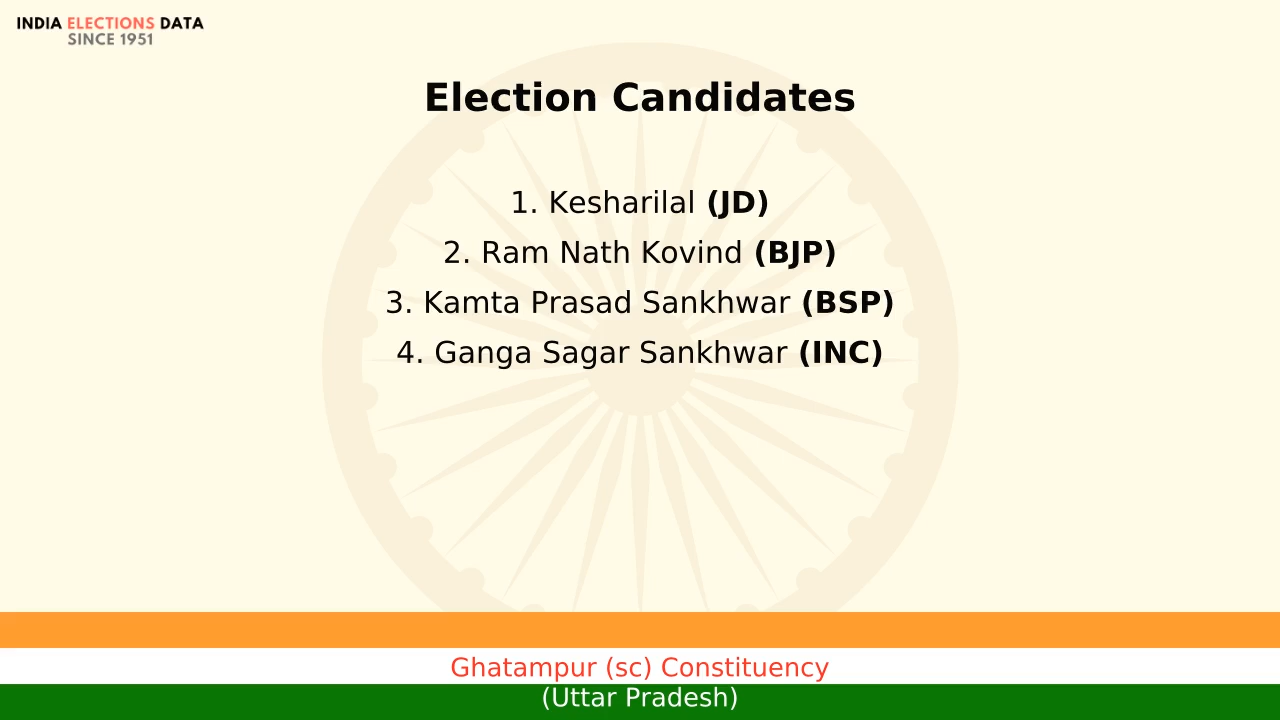 INDIA ELECTIONS DATA
SINCE 1951
Election Candidates
1. Kesharilal (JD)
2. Ram Nath Kovind (BJP)
3. Kamta Prasad Sankhwar (BSP)
4. Ganga Sagar Sankhwar (INC)
Ghatampur (sc) Constituency
(Uttar Pradesh)